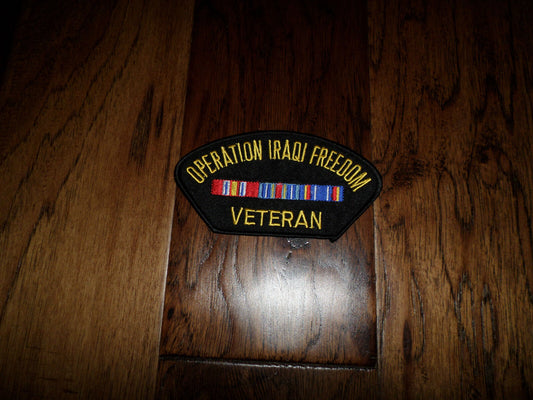 OPERATION IRAQI FREEDOM
VETERAN